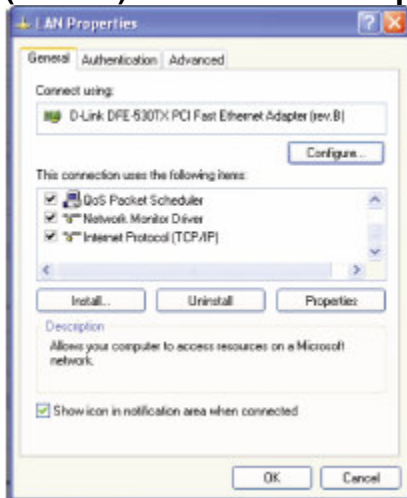 LAN Properties
General Authentication Advanced
Connect using:
D-Link DFE-530TX PCI Fast Ethernet Adapter (rev.B)
Configure...
This connection uses the following items:
QoS Packet Scheduler
Network Monitor Driver
Internet Protocol (TCP/IP)
Install... Uninstall Properties
Description
Allows your computer to access resources on a Microsoft
network.
Show icon in notification area when connected
OK Cancel